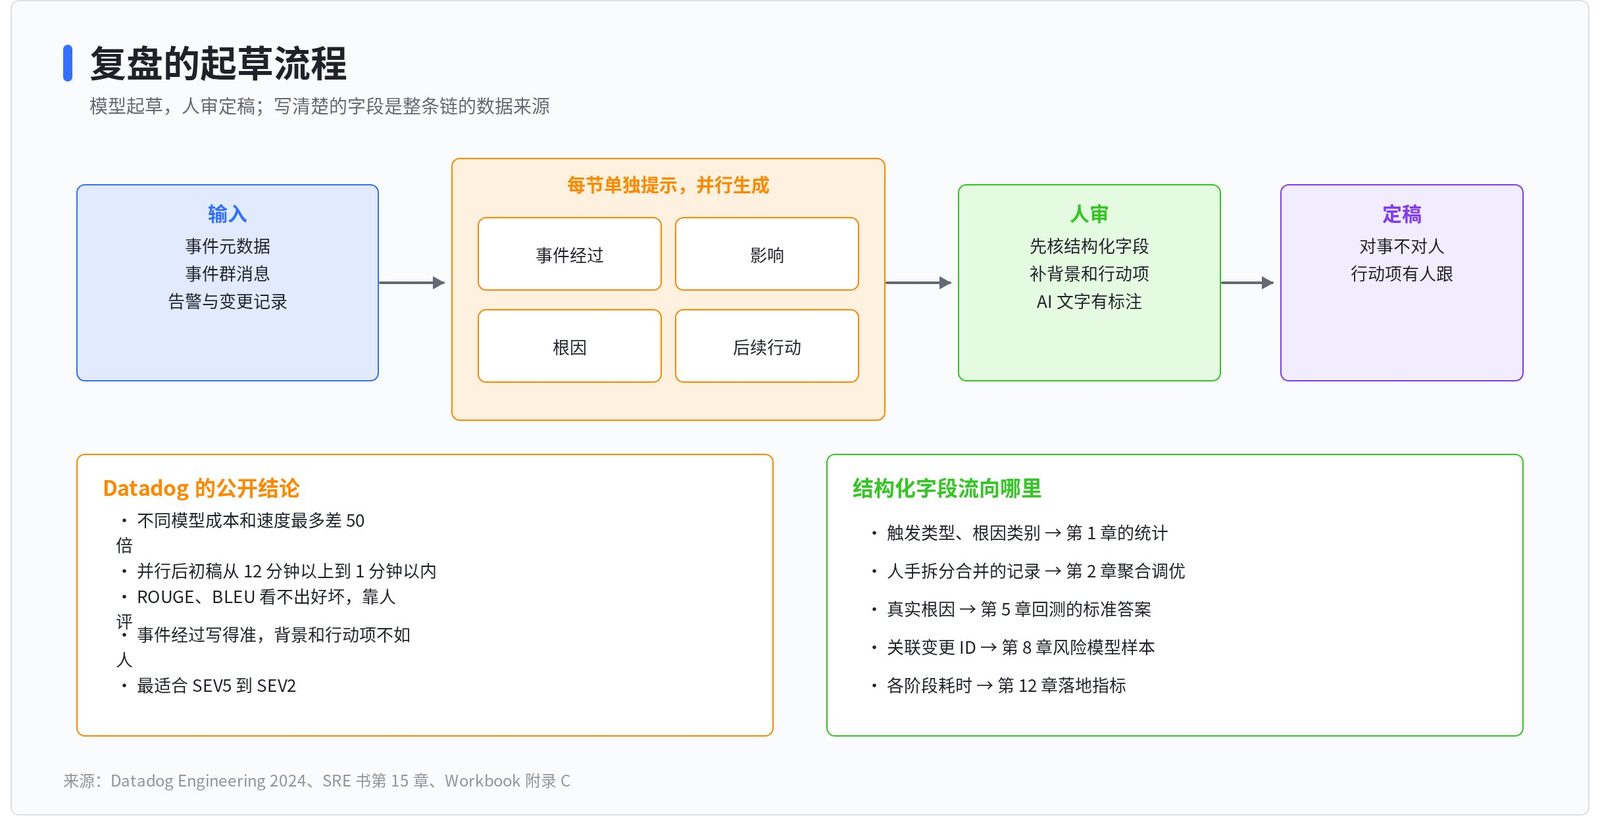 复盘的起草流程
模型起草，人审定稿；写清楚的字段是整条链的数据来源
输入
事件元数据
事件群消息
告警与变更记录
每节单独提示，并行生成
事件经过
影响
根因
后续行动
人审
先核结构化字段
补背景和行动项
AI 文字有标注
定稿
对事不对人
行动项有人跟
Datadog 的公开结论
• 不同模型成本和速度最多差 50
倍
• 并行后初稿从 12 分钟以上到 1 分钟以内
• ROUGE、BLEU 看不出好坏，靠人
评
• 事件经过写得准，背景和行动项不如
人
• 最适合 SEV5 到 SEV2
结构化字段流向哪里
• 触发类型、根因类别 → 第 1 章的统计
• 人手拆分合并的记录 → 第 2 章聚合调优
• 真实根因 → 第 5 章回测的标准答案
• 关联变更 ID → 第 8 章风险模型样本
• 各阶段耗时 → 第 12 章落地指标
来源：Datadog Engineering 2024、SRE 书第 15 章、Workbook 附录 C